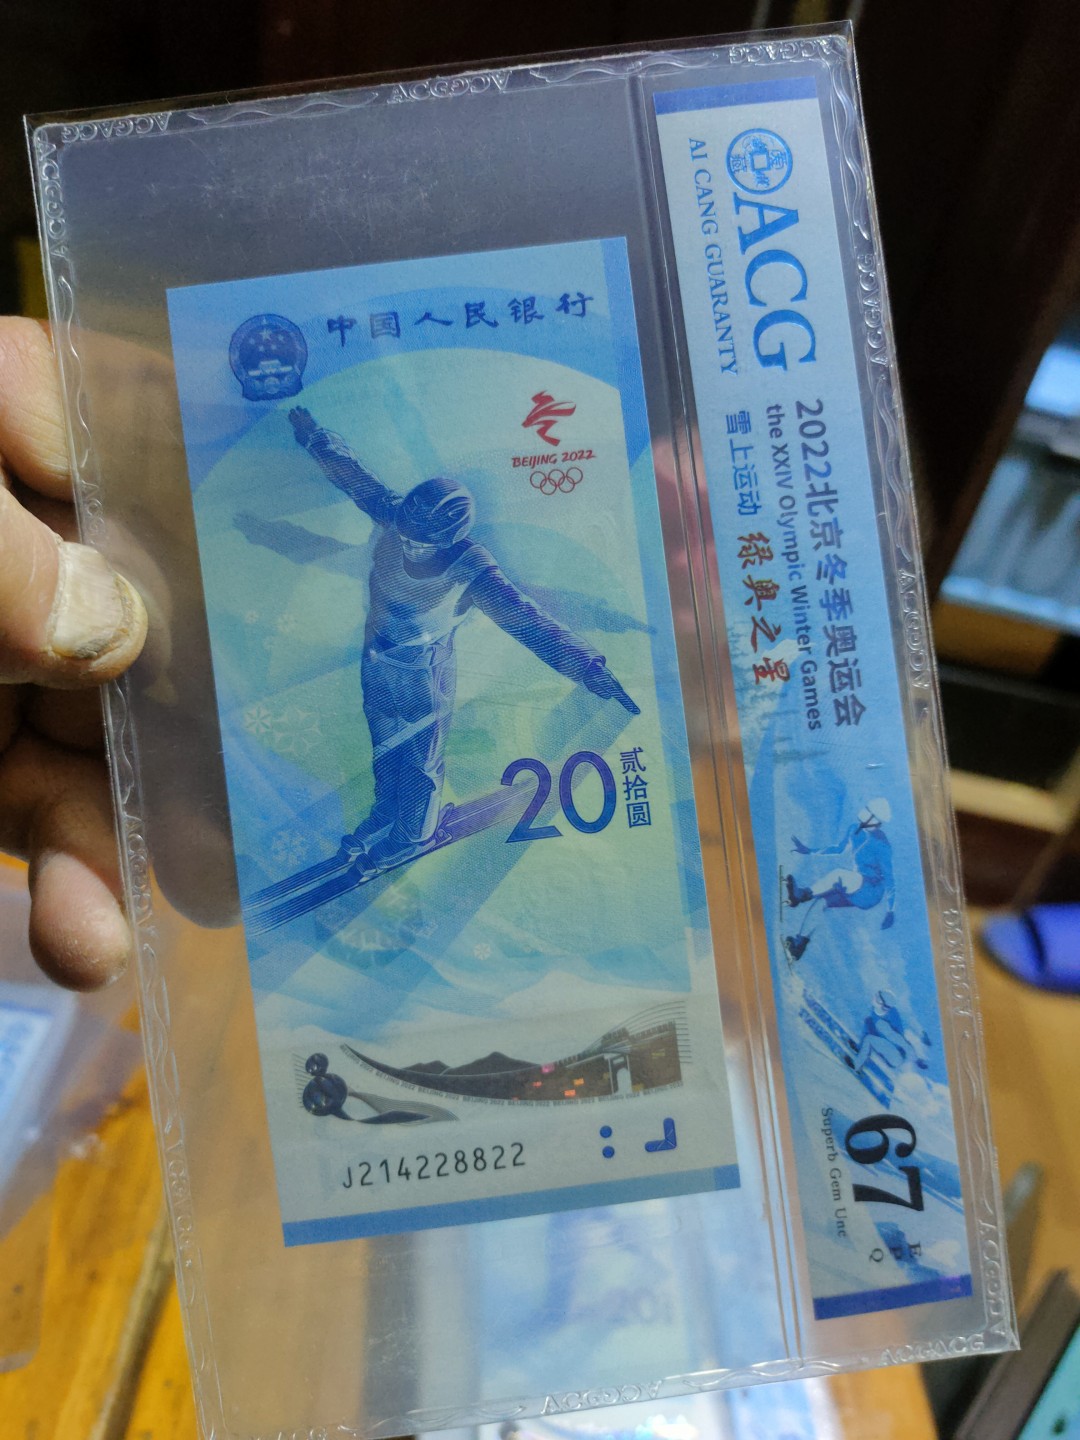 中国人民银行
BEIJING 2022
20
贰拾圆
J214228822
ACG
AI CANG GUARANTY
2022北京冬季奥运会
the XXIV Olympic Winter Games
雪上运动 绿奥之星
67
EPQ
Superb Gem Unc